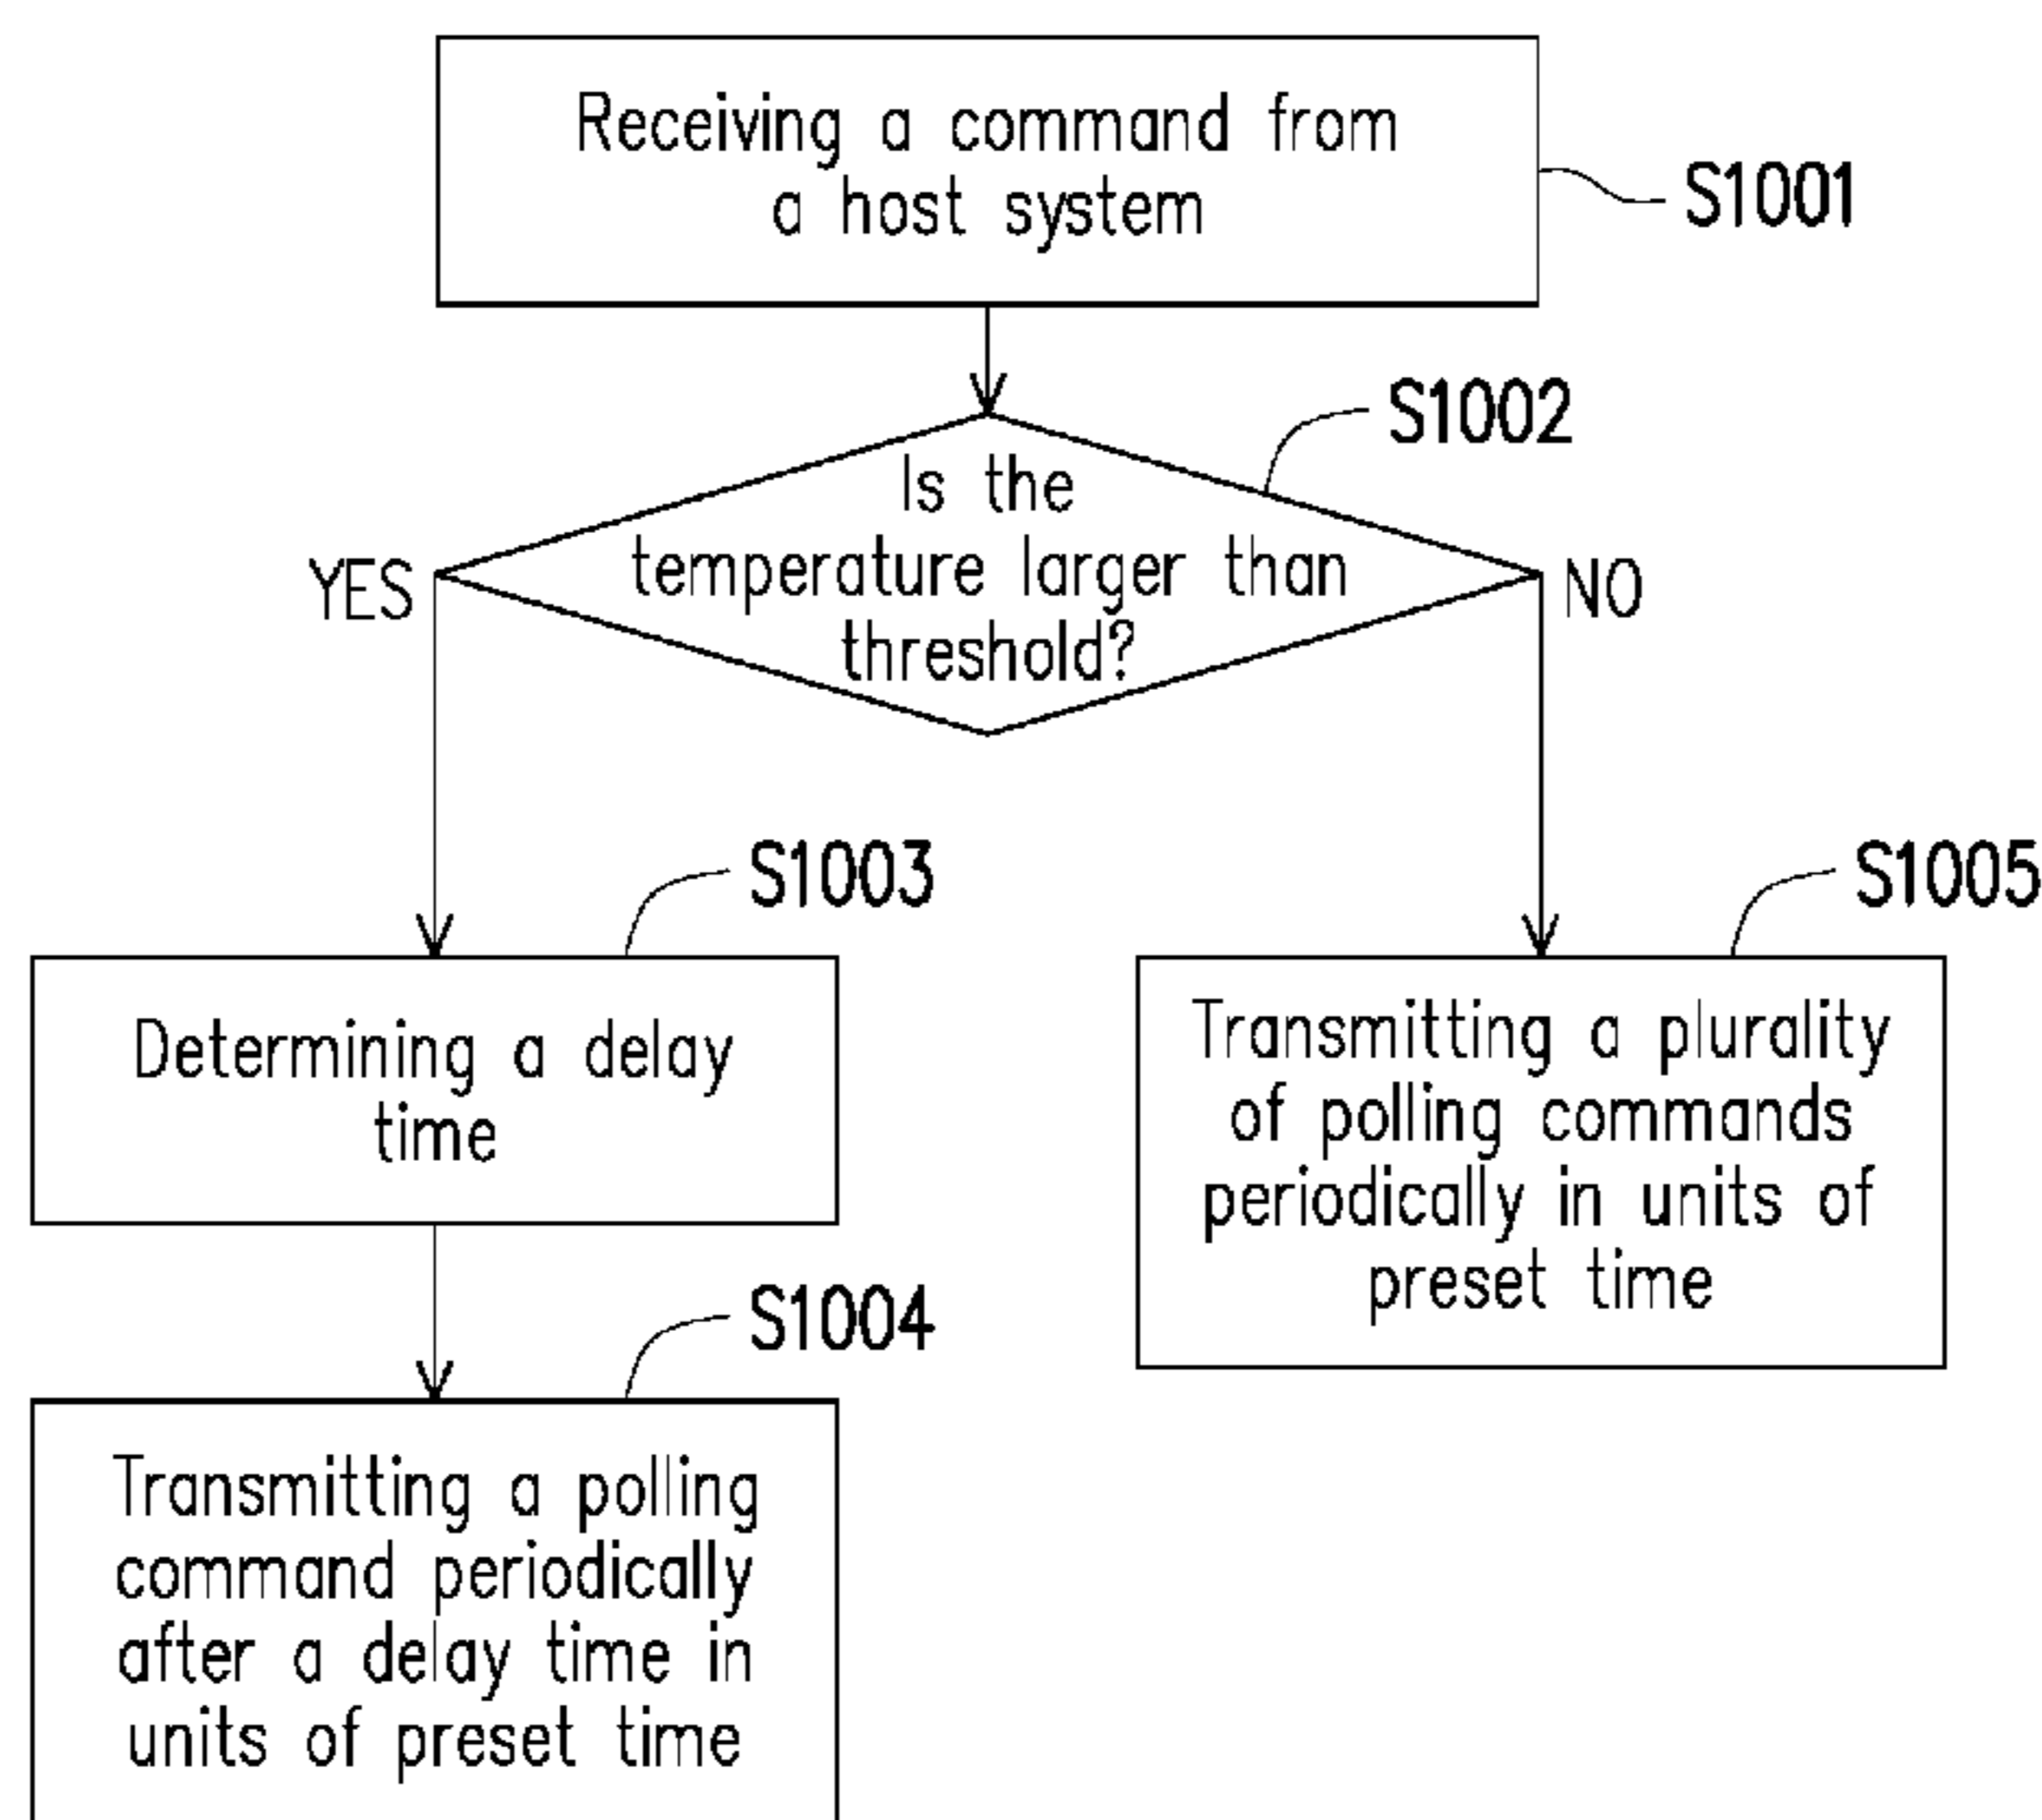 Receiving a command from
a host system
S1001
S1002
Is the
temperature larger than
threshold?
YES
NO
S1003
Determining a delay
time
S1005
Transmitting a plurality
of polling commands
periodically in units of
preset time
S1004
Transmitting a polling
command periodically
after a delay time in
units of preset time